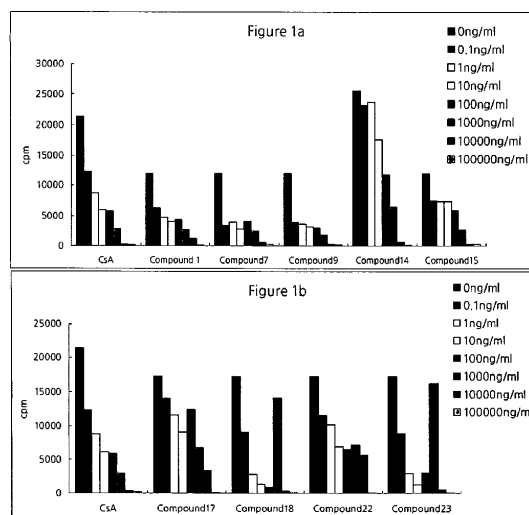 Figure 1a
0ng/ml
0.1ng/ml
1ng/ml
10ng/ml
100ng/ml
1000ng/ml
10000ng/ml
100000ng/ml
30000
25000
20000
15000
10000
5000
0
cpm
CsA Compound 1 Compound7 Compound9 Compound14 Compound15
Figure 1b
0ng/ml
0.1ng/ml
1ng/ml
10ng/ml
100ng/ml
1000ng/ml
10000ng/ml
100000ng/m
25000
20000
15000
10000
5000
0
cpm
CsA Compound17 Compound18 Compound22 Compound23